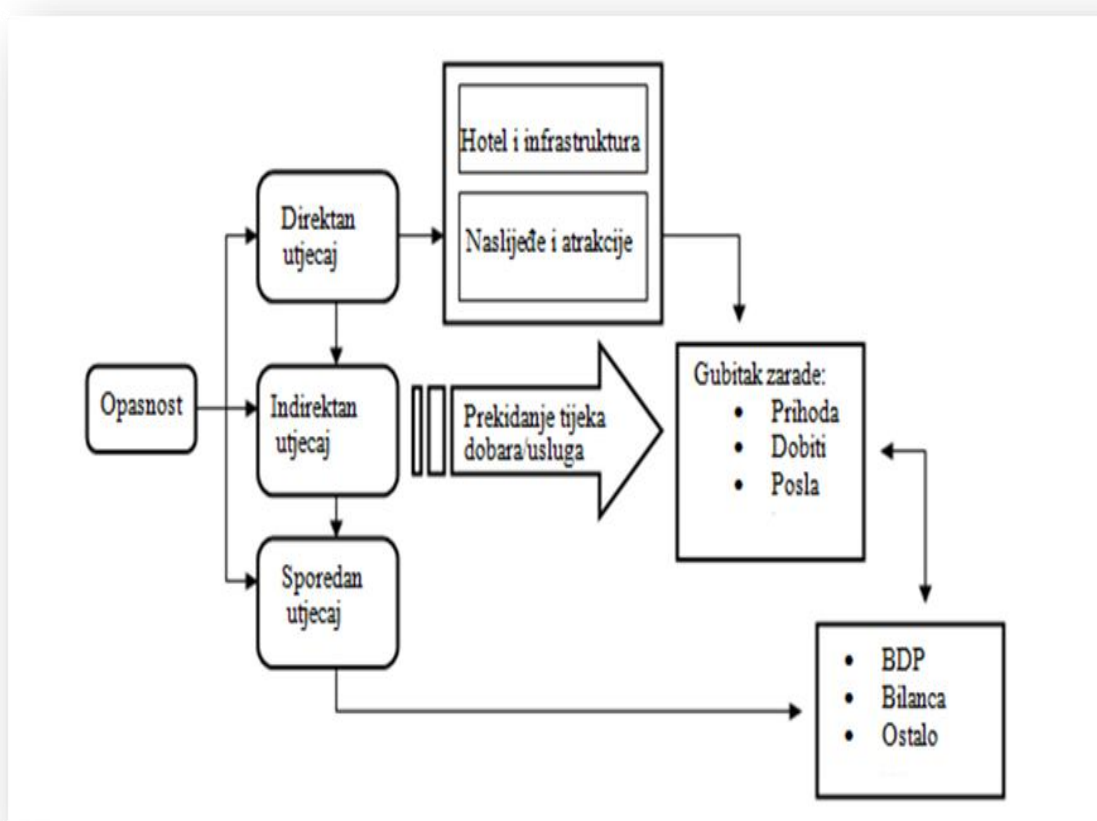 Hotel i infrastruktura
Naslijeđe i atrakcije
Direktan
utjecaj
Opasnost
Indirektan
utjecaj
Prekidanje tijeka
dobara/usluga
Gubitak zarade:
• Prihoda
• Dobiti
• Posla
Sporedan
utjecaj
• BDP
• Bilanca
• Ostalo